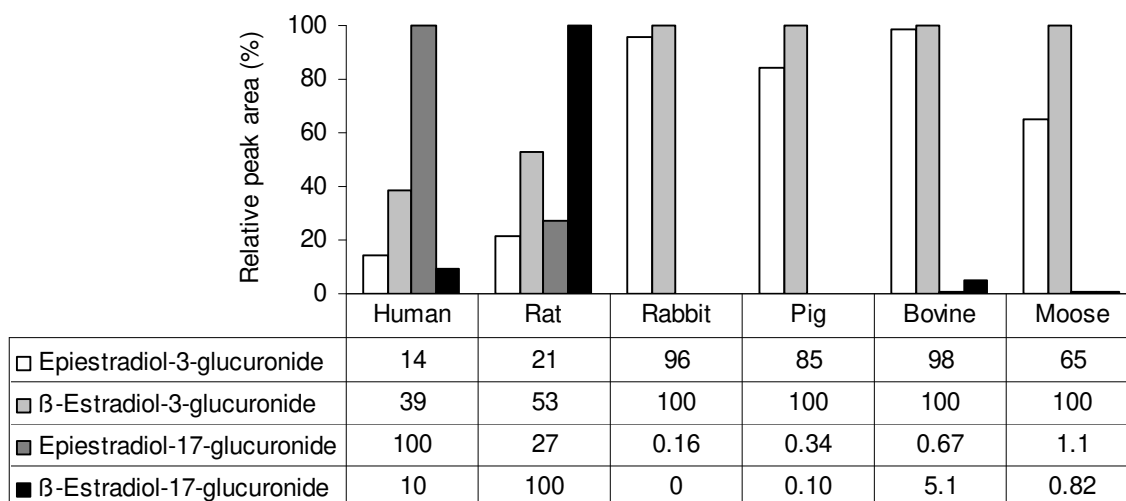 Relative peak area (%)
100
80
60
40
20
0
Human Rat Rabbit Pig Bovine Moose
Epiestradiol-3-glucuronide 14 21 96 85 98 65
ß-Estradiol-3-glucuronide 39 53 100 100 100 100
Epiestradiol-17-glucuronide 100 27 0.16 0.34 0.67 1.1
ß-Estradiol-17-glucuronide 10 100 0 0.10 5.1 0.82